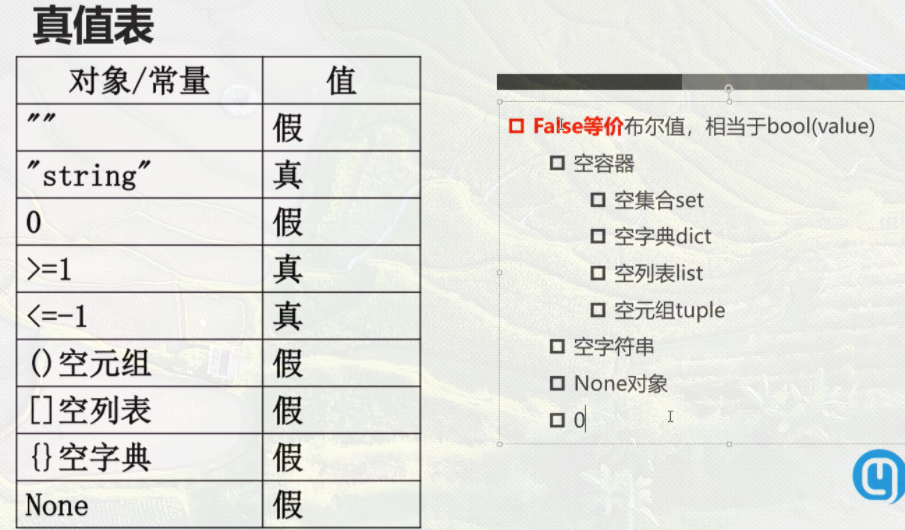 真值表
对象/常量 值
"" 假
"string" 真
0 假
>=1 真
<=-1 真
()空元组 假
[]空列表 假
{}空字典 假
None 假
False等价布尔值，相当于bool(value)
空容器
空集合set
空字典dict
空列表list
空元组tuple
空字符串
None对象
0